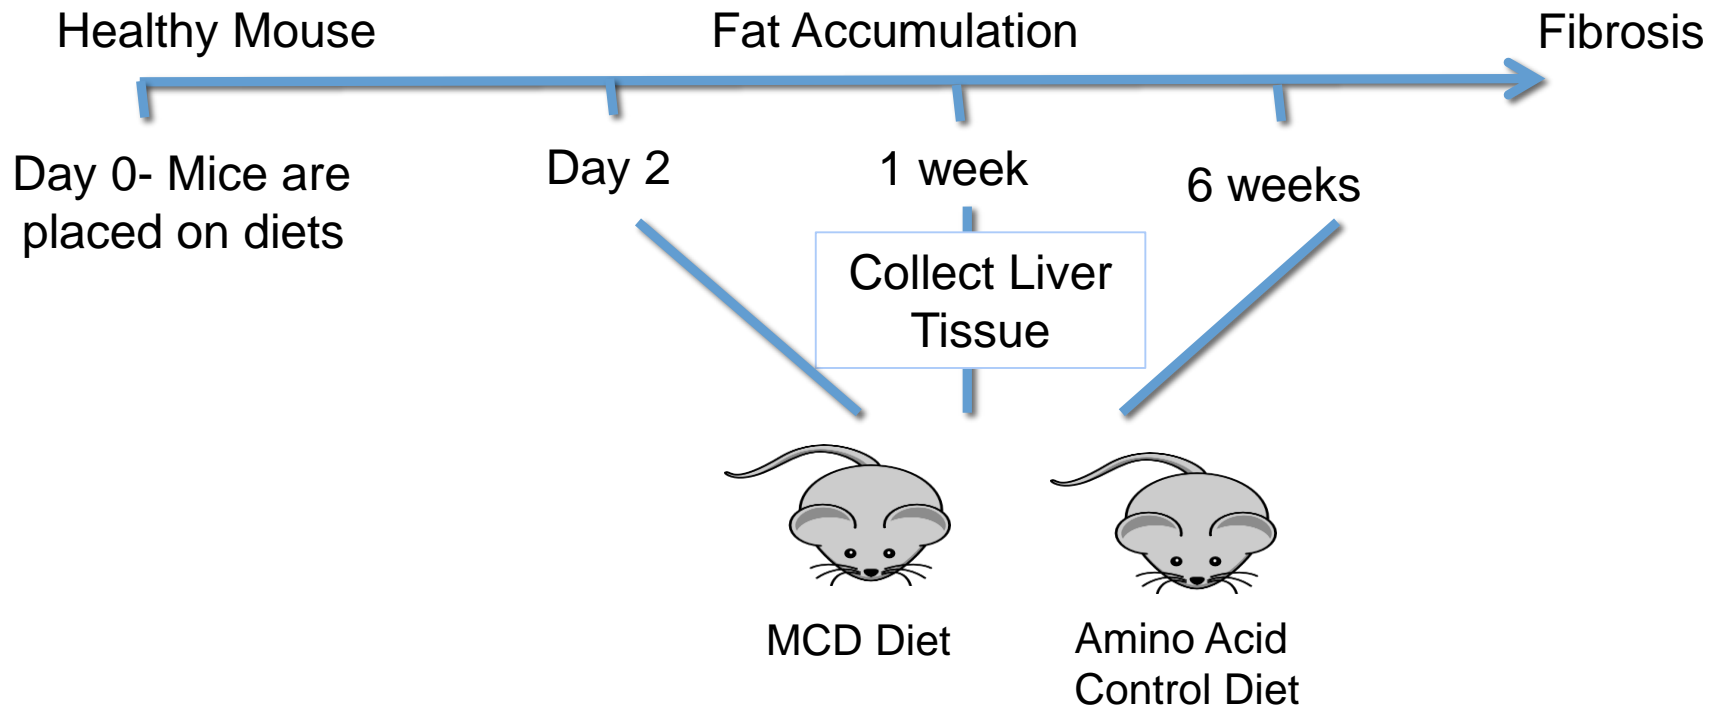 Healthy Mouse
Fat Accumulation
Fibrosis
Day 0- Mice are
placed on diets
Day 2
1 week
6 weeks
Collect Liver
Tissue
MCD Diet
Amino Acid
Control Diet